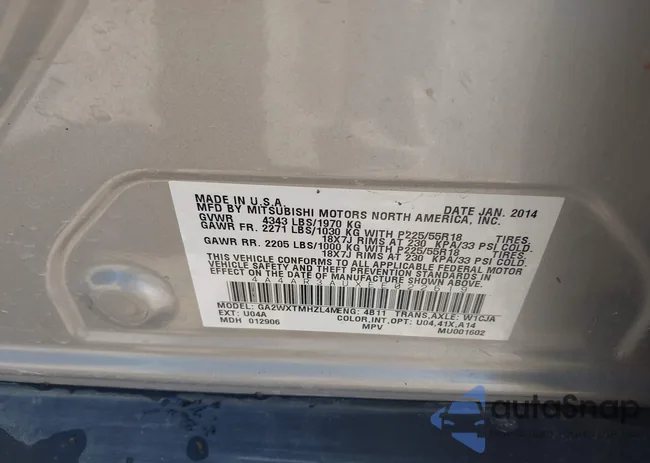 MADE IN U.S.A. DATE JAN. 2014
MFD BY MITSUBISHI MOTORS NORTH AMERICA, INC.
GVWR 4343 LBS/1970 KG
GAWR FR. 2271 LBS/1030 KG WITH P225/55R18 TIRES.
18X7J RIMS AT 230 KPA/33 PSI COLD.
GAWR RR. 2205 LBS/1000 KG WITH P225/55R18 TIRES.
18X7J RIMS AT 230 KPA/33 PSI COLD.
THIS VEHICLE CONFORMS TO ALL APPLICABLE FEDERAL MOTOR
VEHICLE SAFETY, BUMPER, AND THEFT PREVENTION STANDARDS
IN EFFECT ON THE DATE OF MANUFACTURE SHOWN ABOVE.
MODEL: GA2WXTMHZL4M ENG: 4B11 TRANS.AXLE: W1CJA
EXT: U04A COLOR,INT,OPT: U04,41X,A14
MDH 012906 MPV MU001602
autoSnap